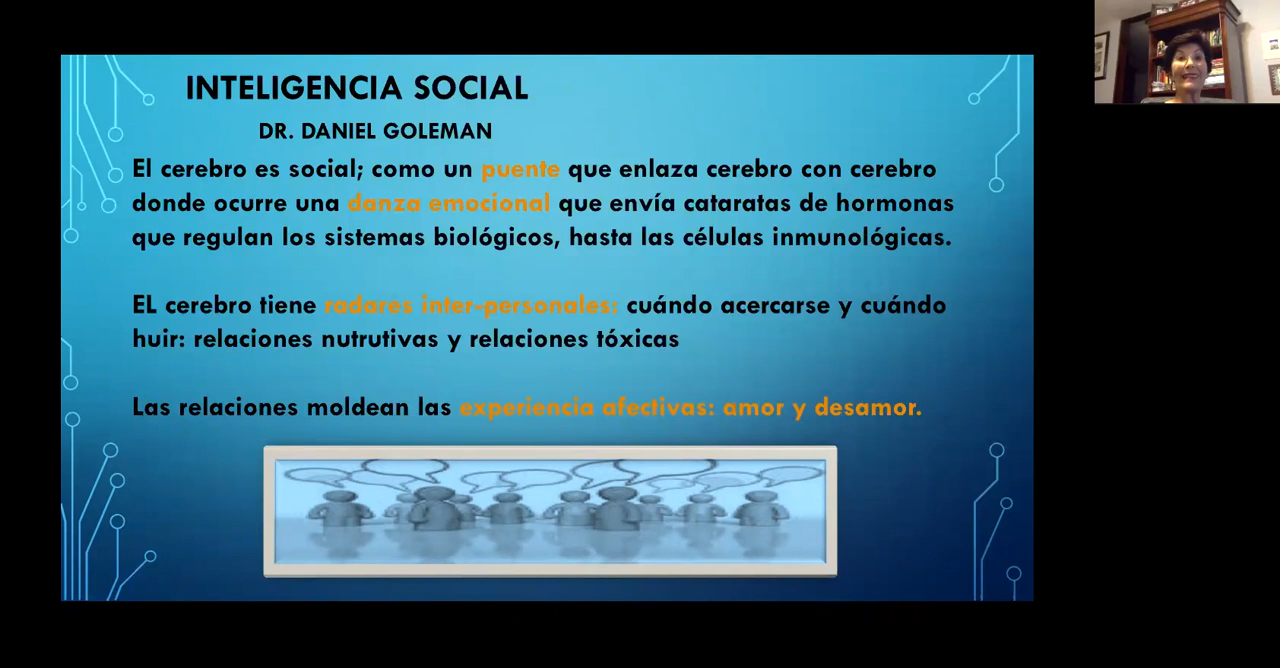 INTELIGENCIA SOCIAL
DR. DANIEL GOLEMAN
El cerebro es social; como un puente que enlaza cerebro con cerebro
donde ocurre una danza emocional que envía cataratas de hormonas
que regulan los sistemas biológicos, hasta las células inmunológicas.
EL cerebro tiene radares inter-personales: cuándo acercarse y cuándo
huir: relaciones nutrutivas y relaciones tóxicas
Las relaciones moldean las experiencia afectivas: amor y desamor.